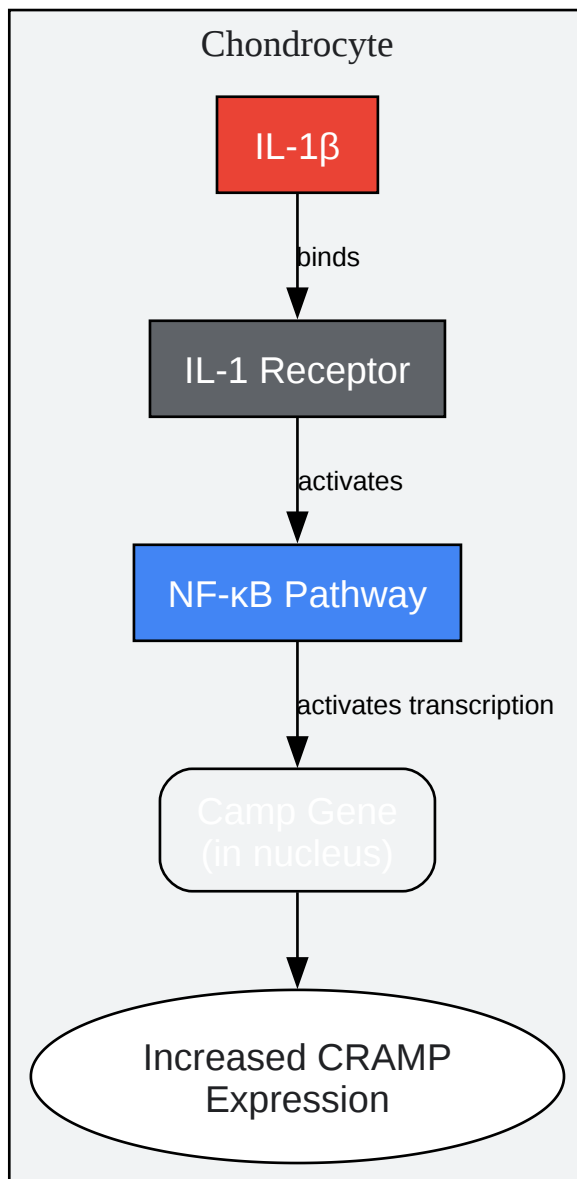 Chondrocyte
IL-1β
binds
IL-1 Receptor
activates
NF-κB Pathway
activates transcription
Camp Gene
(in nucleus)
Increased CRAMP
Expression